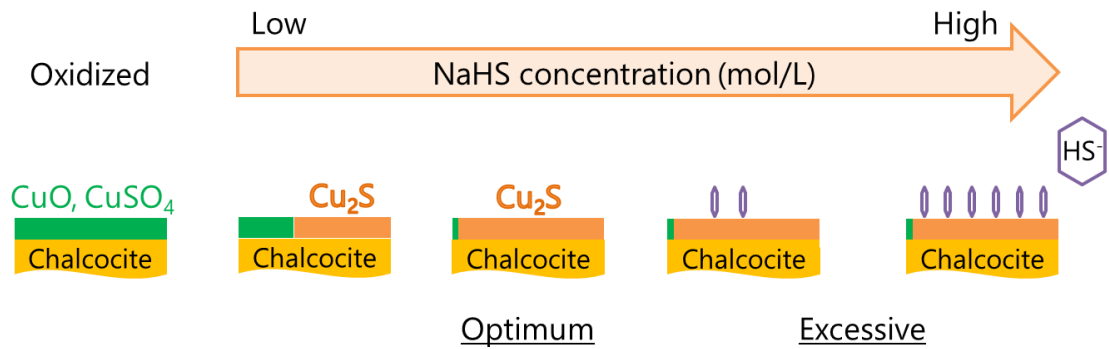 Low High
Oxidized NaHS concentration (mol/L)
HS⁻
CuO, CuSO₄ Cu₂S Cu₂S
Chalcocite Chalcocite Chalcocite Chalcocite Chalcocite
Optimum Excessive